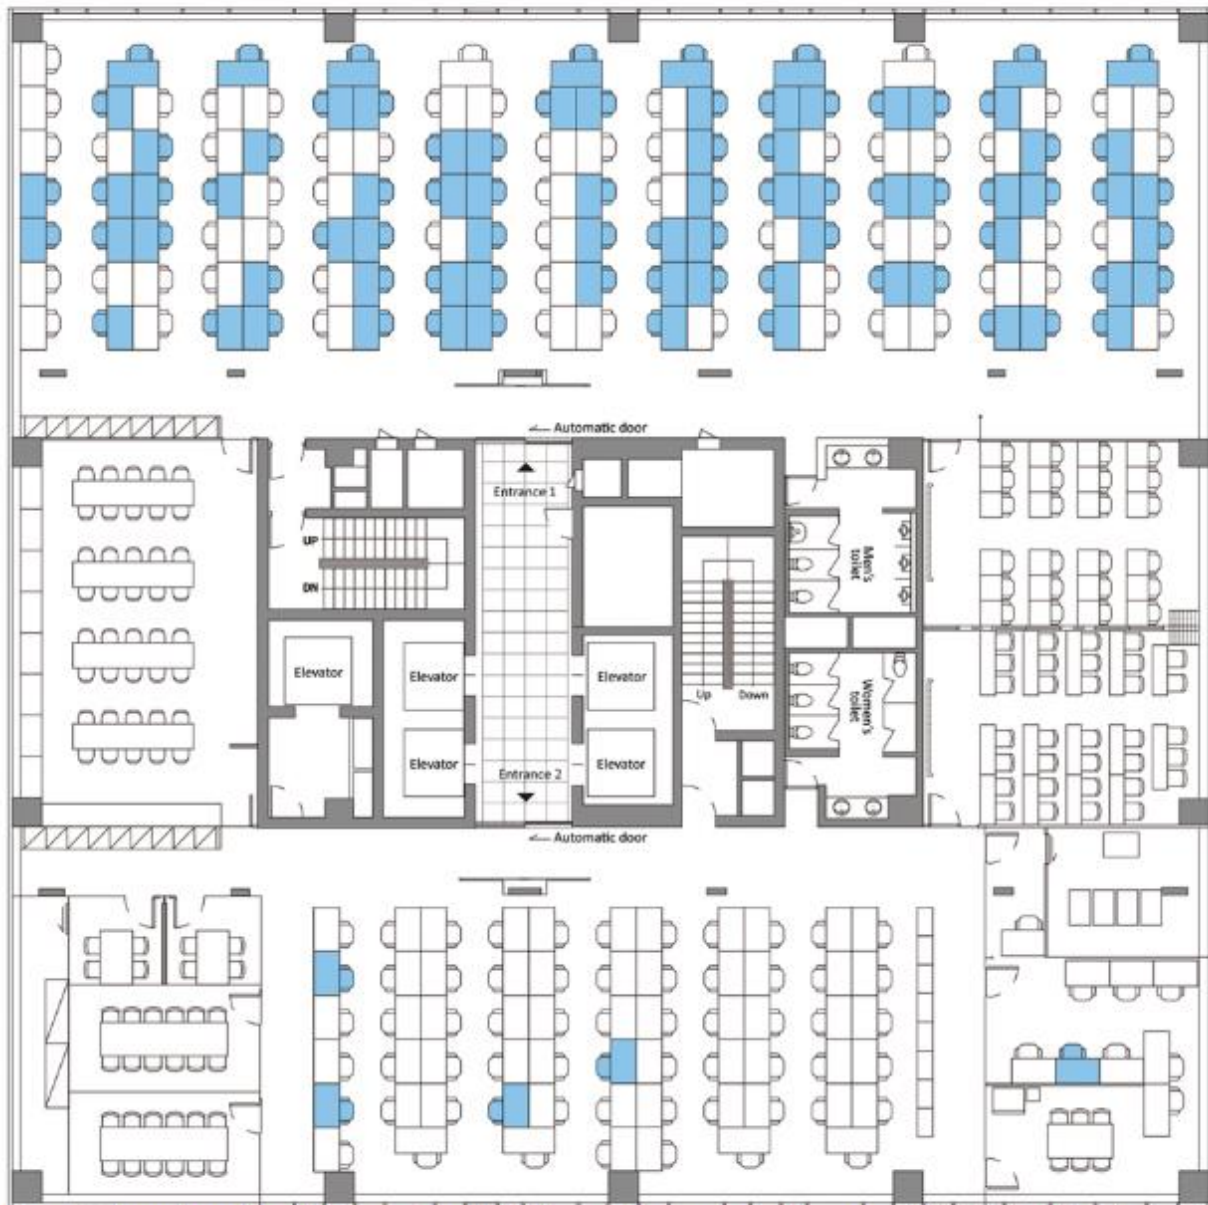 Automatic door
Entrance 1
UP
DN
Men's
toilet
Elevator
Elevator
Elevator
Up
Down
Women's
toilet
Elevator
Elevator
Entrance 2
Automatic door